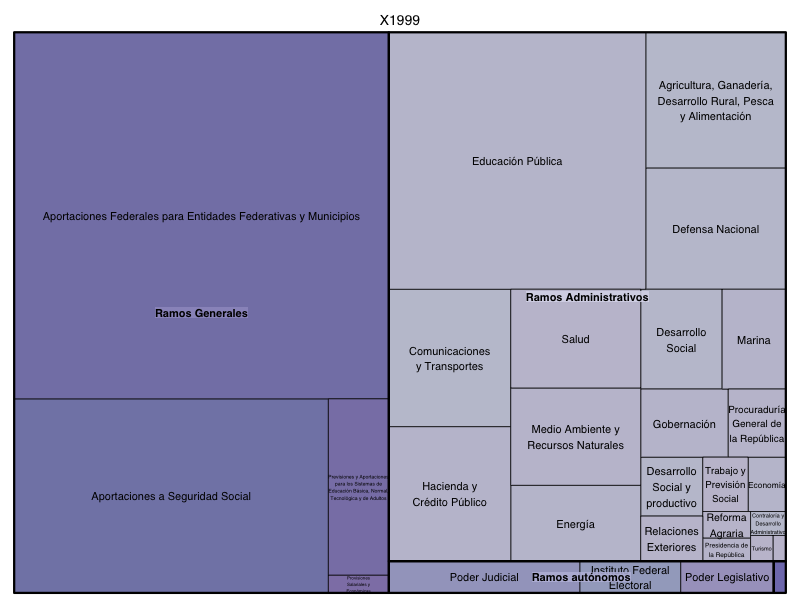 X1999
Aportaciones Federales para Entidades Federativas y Municipios
Ramos Generales
Aportaciones a Seguridad Social
Provisiones y Aportaciones
para los Sistemas de
Educación Básica, Normal,
Tecnológica y de Adultos
Provisiones
Salariales y
Económicas
Educación Pública
Agricultura, Ganadería,
Desarrollo Rural, Pesca
y Alimentación
Defensa Nacional
Ramos Administrativos
Comunicaciones
y Transportes
Hacienda y
Crédito Público
Salud
Medio Ambiente y
Recursos Naturales
Energía
Desarrollo
Social
Marina
Gobernación
Procuraduría
General de
la República
Desarrollo
Social y
productivo
Trabajo y
Previsión
Social
Economía
Relaciones
Exteriores
Reforma
Agraria
Contraloría y
Desarrollo
Administrativo
Presidencia de
la República
Turismo
Poder Judicial
Ramos autónomos
Instituto Federal
Electoral
Poder Legislativo